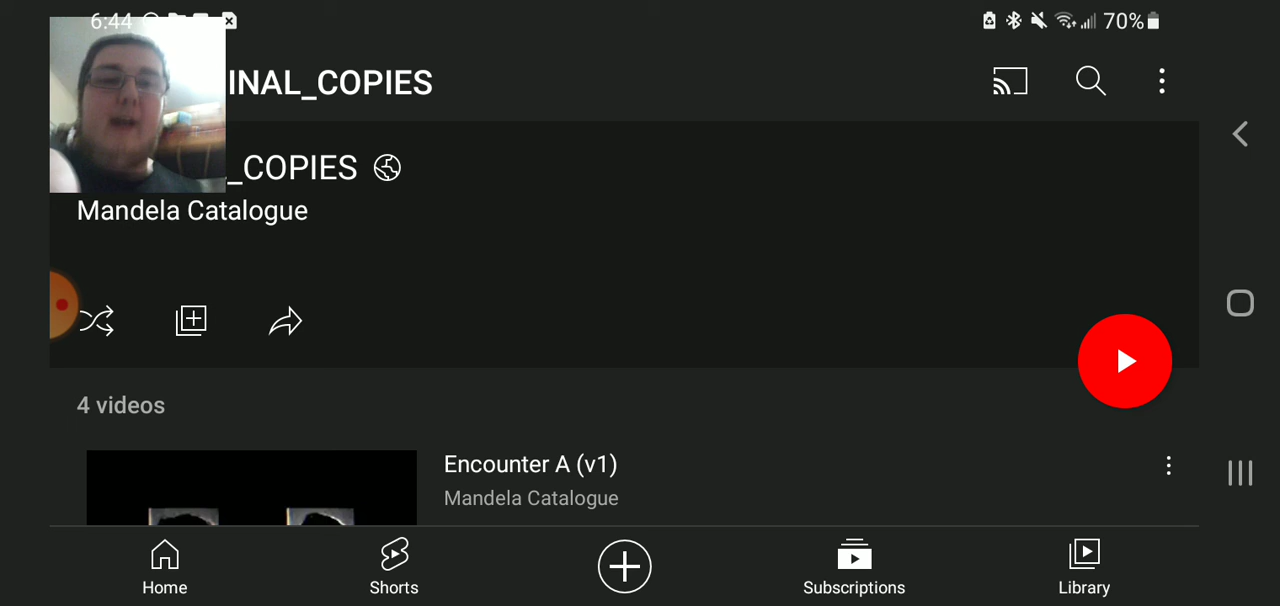 6:44
70%
INAL_COPIES
_COPIES
Mandela Catalogue
4 videos
Encounter A (v1)
Mandela Catalogue
Home
Shorts
Subscriptions
Library